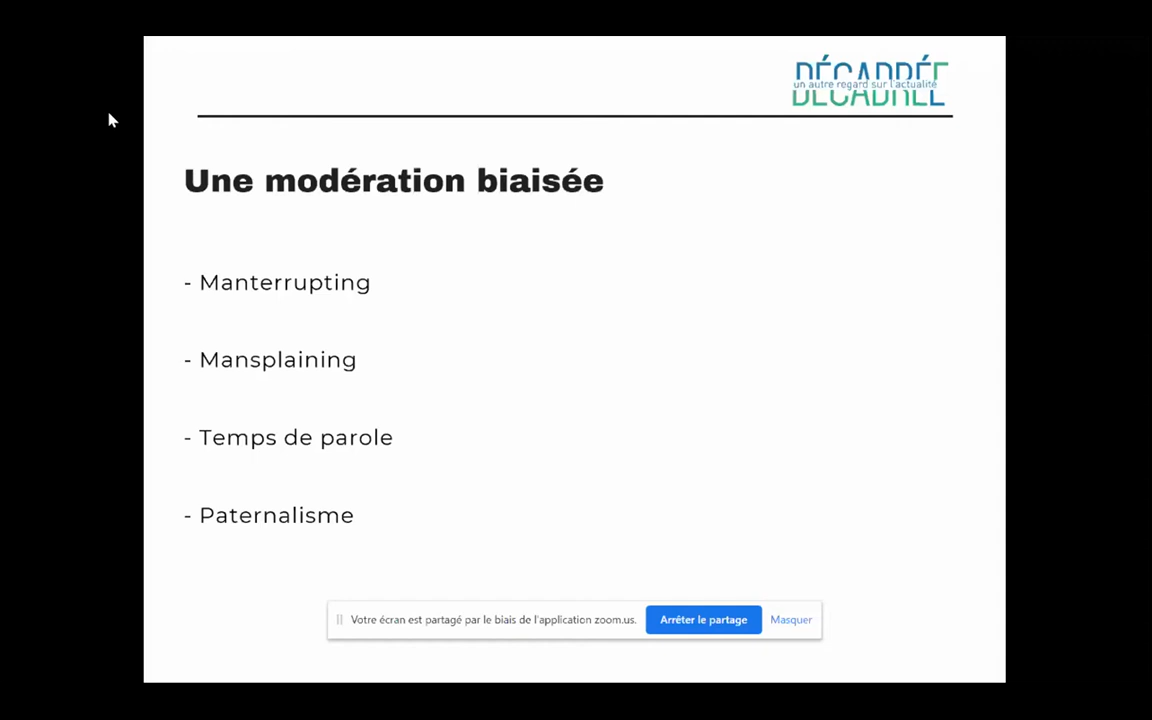 DÉCADRÉE
un autre regard sur l'actualité
Une modération biaisée
- Manterrupting
- Mansplaining
- Temps de parole
- Paternalisme
Votre écran est partagé par le biais de l'application zoom.us. Arrêter le partage Masquer